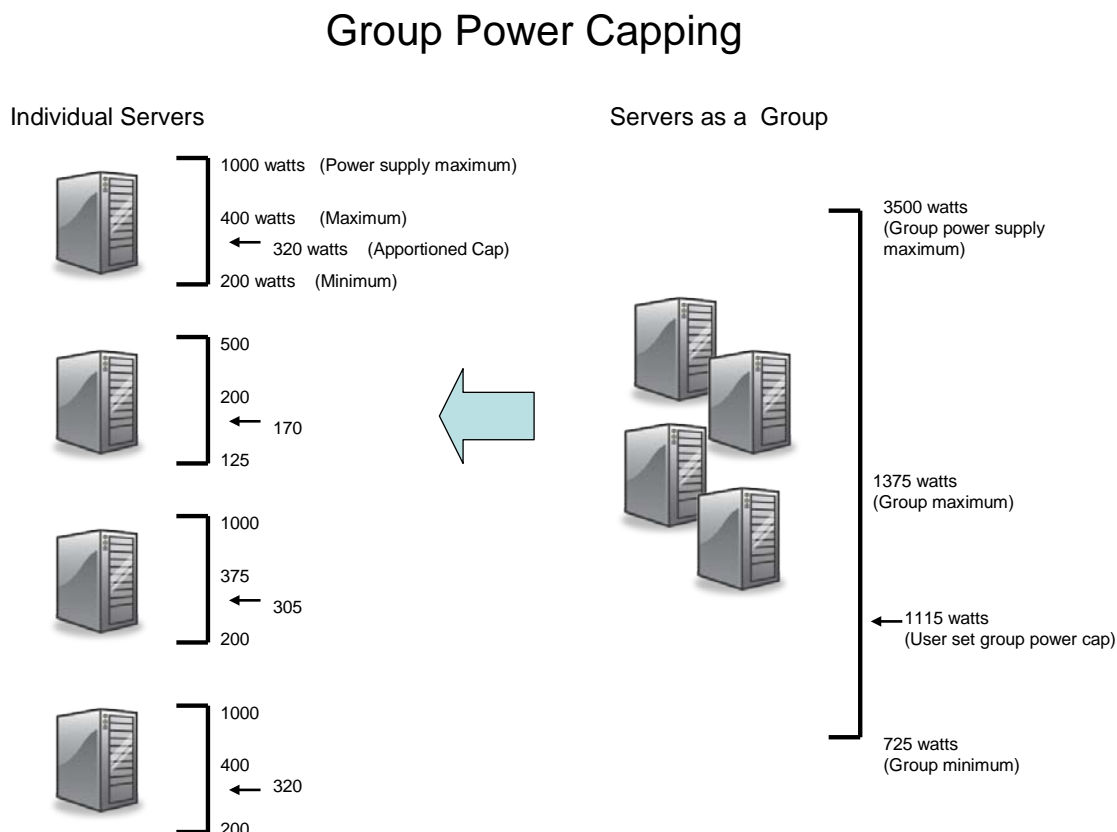 Group Power Capping
Individual Servers
1000 watts (Power supply maximum)
400 watts (Maximum)
320 watts (Apportioned Cap)
200 watts (Minimum)
500
200
170
125
1000
375
305
200
1000
400
320
200
Servers as a Group
3500 watts
(Group power supply
maximum)
1375 watts
(Group maximum)
1115 watts
(User set group power cap)
725 watts
(Group minimum)